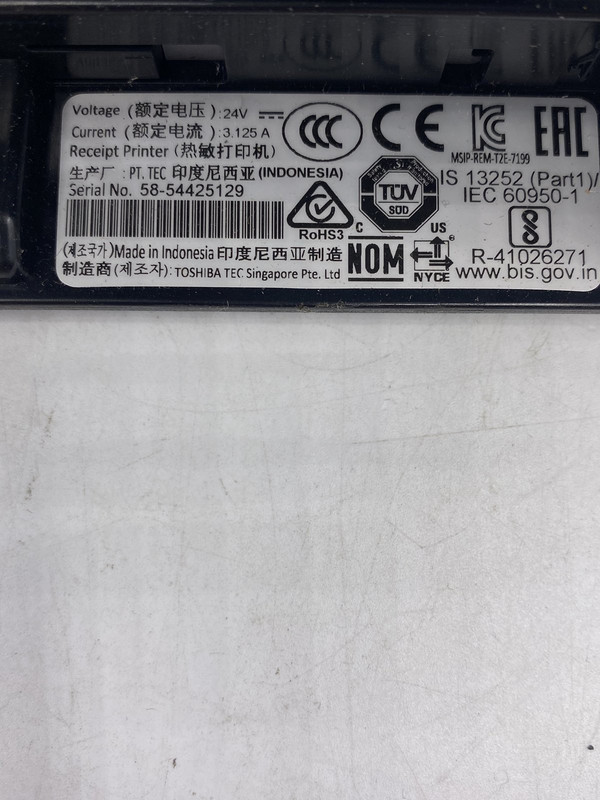 Voltage (额定电压):24V
Current (额定电流):3.125 A
Receipt Printer (热敏打印机)
生产厂 : PT. TEC 印度尼西亚(INDONESIA)
Serial No. 58-54425129
(제조국가)Made in Indonesia 印度尼西亚制造
制造商(제조자): TOSHIBA TEC Singapore Pte. Ltd
CCC
CE
MSIP-REM-T2E-7199
EAC
RoHS3
TÜV
SÜD
C US
IS 13252 (Part1)/
IEC 60950-1
NOM
NYCE
R-41026271
www.bis.gov.in